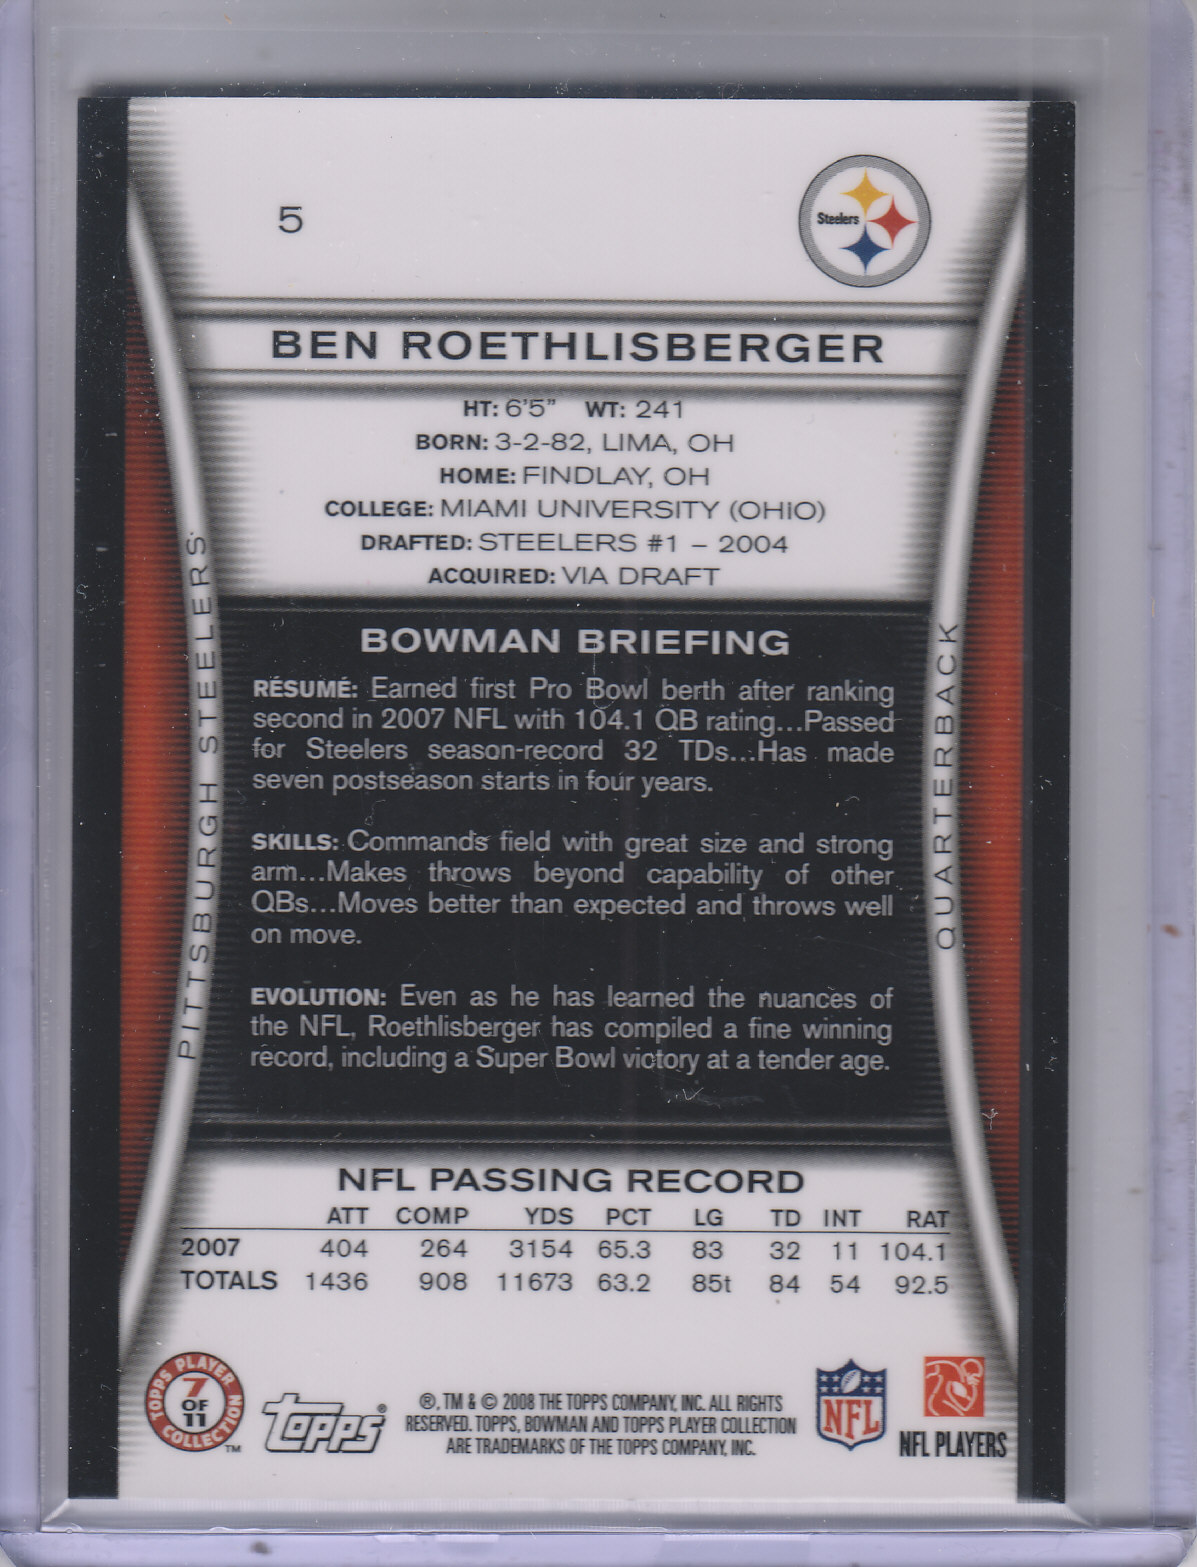 5
Steelers
BEN ROETHLISBERGER
HT: 6'5" WT: 241
BORN: 3-2-82, LIMA, OH
HOME: FINDLAY, OH
COLLEGE: MIAMI UNIVERSITY (OHIO)
DRAFTED: STEELERS #1 – 2004
ACQUIRED: VIA DRAFT
PITTSBURGH STEELERS
QUARTERBACK
BOWMAN BRIEFING
RÉSUMÉ: Earned first Pro Bowl berth after ranking
second in 2007 NFL with 104.1 QB rating...Passed
for Steelers season-record 32 TDs...Has made
seven postseason starts in four years.
SKILLS: Commands field with great size and strong
arm...Makes throws beyond capability of other
QBs...Moves better than expected and throws well
on move.
EVOLUTION: Even as he has learned the nuances of
the NFL, Roethlisberger has compiled a fine winning
record, including a Super Bowl victory at a tender age.
NFL PASSING RECORD
ATT COMP YDS PCT LG TD INT RAT
2007 404 264 3154 65.3 83 32 11 104.1
TOTALS 1436 908 11673 63.2 85t 84 54 92.5
TOPPS PLAYER COLLECTION
7
OF
11
TM
Topps®
®, TM & © 2008 THE TOPPS COMPANY, INC. ALL RIGHTS
RESERVED. TOPPS, BOWMAN AND TOPPS PLAYER COLLECTION
ARE TRADEMARKS OF THE TOPPS COMPANY, INC.
NFL
NFL PLAYERS